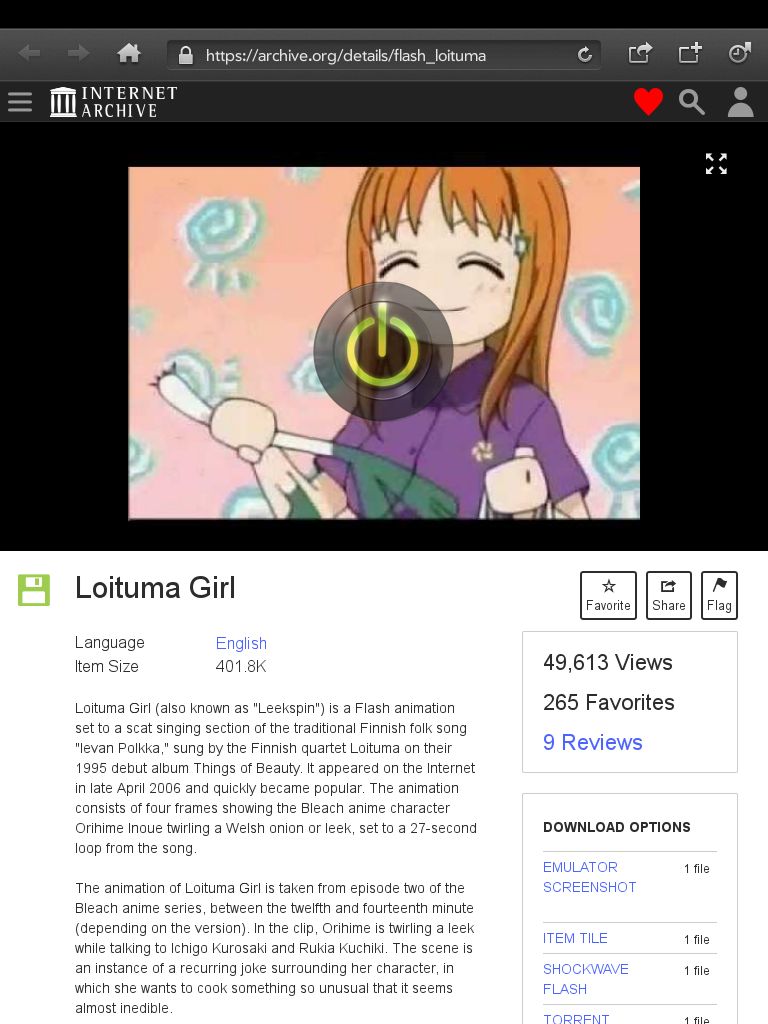 https://archive.org/details/flash_loituma
INTERNET
ARCHIVE
Loituma Girl
Favorite
Share
Flag
Language English
Item Size 401.8K
49,613 Views
265 Favorites
9 Reviews
Loituma Girl (also known as "Leekspin") is a Flash animation
set to a scat singing section of the traditional Finnish folk song
"Ievan Polkka," sung by the Finnish quartet Loituma on their
1995 debut album Things of Beauty. It appeared on the Internet
in late April 2006 and quickly became popular. The animation
consists of four frames showing the Bleach anime character
Orihime Inoue twirling a Welsh onion or leek, set to a 27-second
loop from the song.
The animation of Loituma Girl is taken from episode two of the
Bleach anime series, between the twelfth and fourteenth minute
(depending on the version). In the clip, Orihime is twirling a leek
while talking to Ichigo Kurosaki and Rukia Kuchiki. The scene is
an instance of a recurring joke surrounding her character, in
which she wants to cook something so unusual that it seems
almost inedible.
DOWNLOAD OPTIONS
EMULATOR 1 file
SCREENSHOT
ITEM TILE 1 file
SHOCKWAVE 1 file
FLASH
TORRENT 1 file